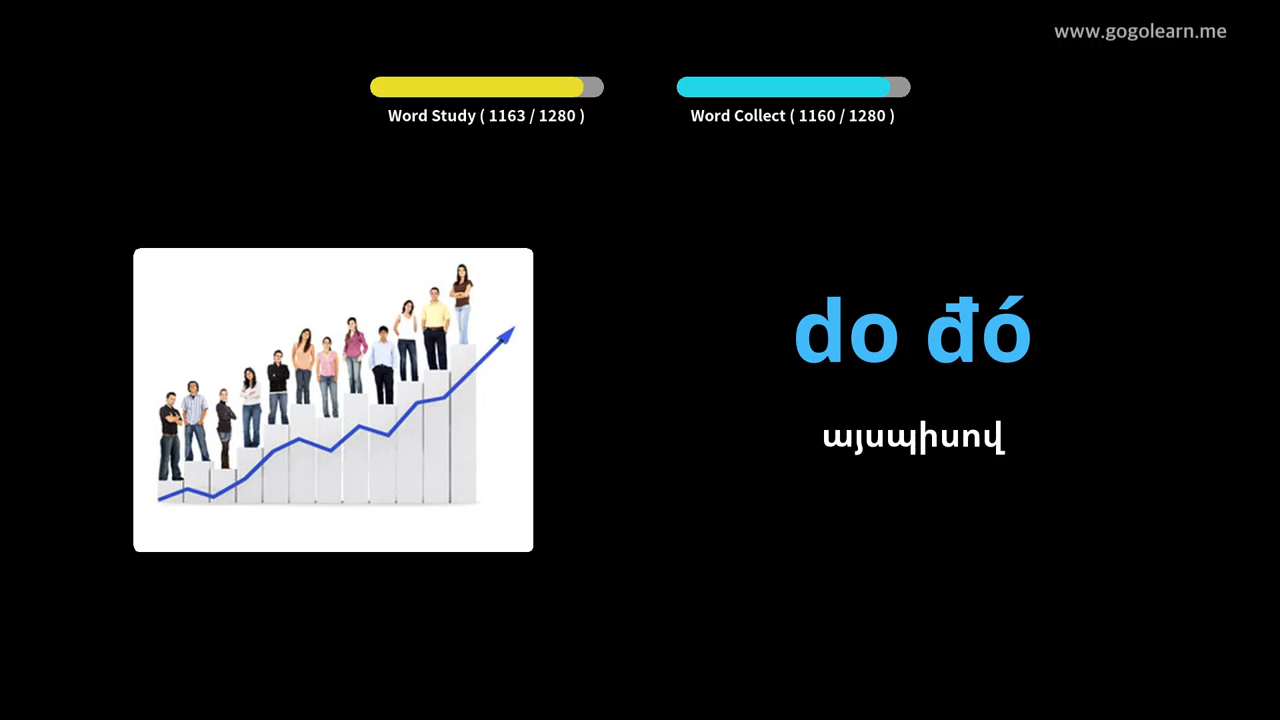 www.gogolearn.me
Word Study ( 1163 / 1280 )
Word Collect ( 1160 / 1280 )
do đó
այսպիսով